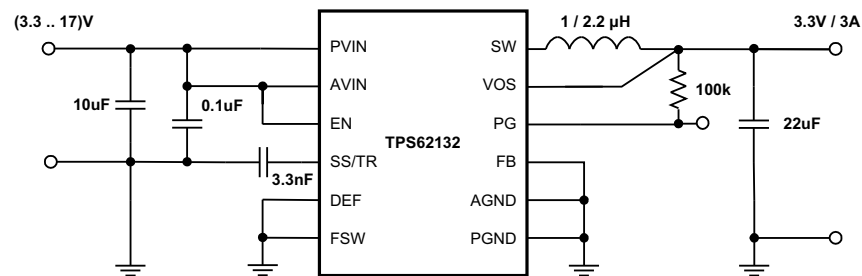 (3.3 .. 17)V
1 / 2.2 µH
3.3V / 3A
PVIN
SW
AVIN
VOS
100k
10uF
0.1uF
EN
PG
22uF
TPS62132
SS/TR
FB
3.3nF
DEF
AGND
FSW
PGND